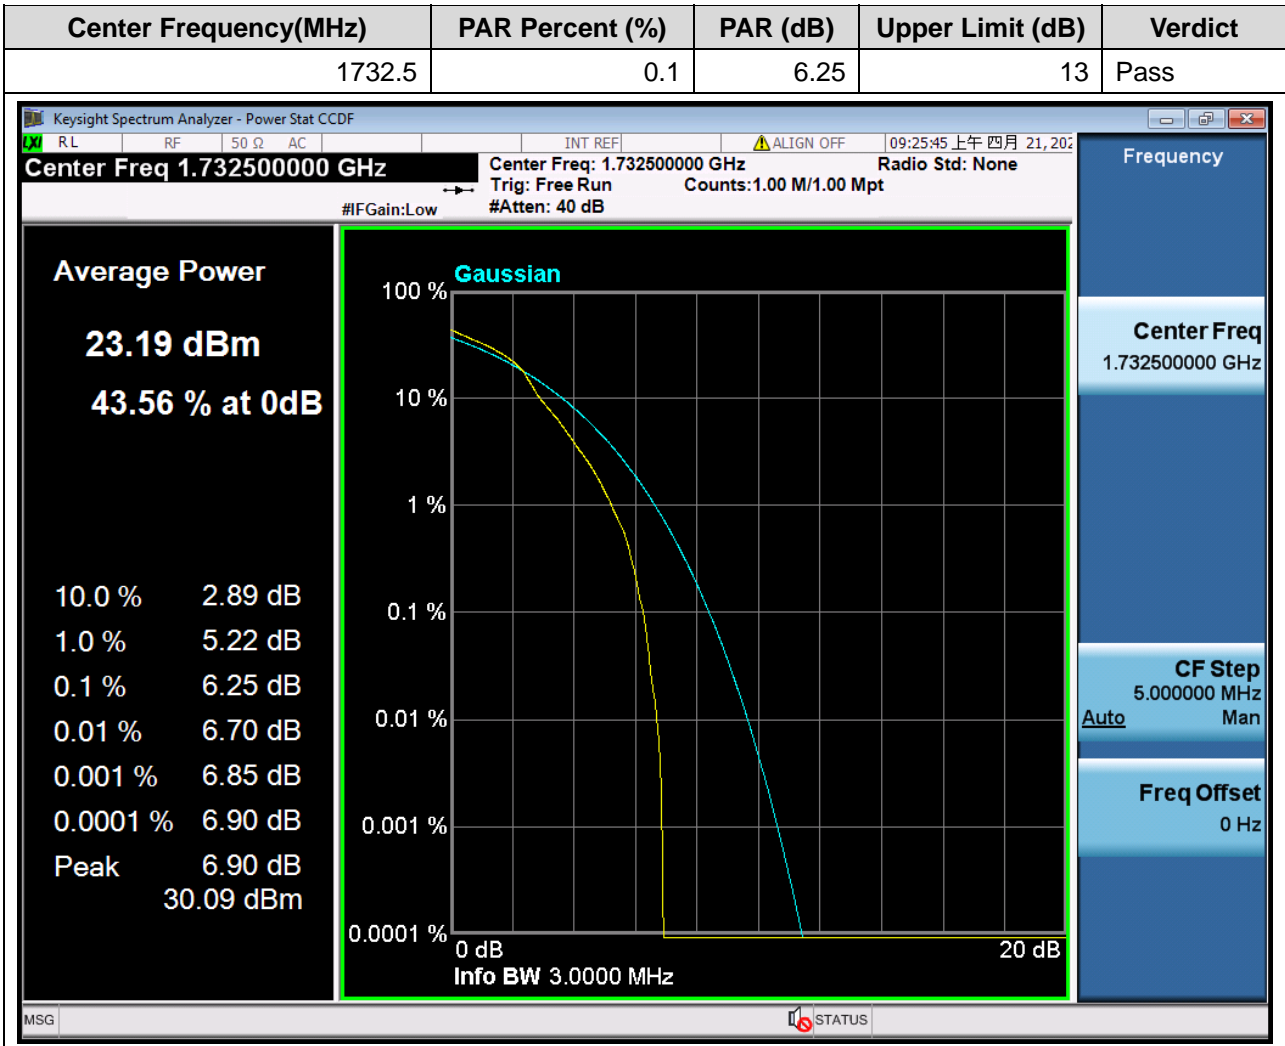 Center Frequency(MHz) PAR Percent (%) PAR (dB) Upper Limit (dB) Verdict
1732.5 0.1 6.25 13 Pass
Keysight Spectrum Analyzer - Power Stat CCDF
LXI RL RF 50 Ω AC INT REF ALIGN OFF 09:25:45 上午 四月 21, 202
Center Freq 1.732500000 GHz
Center Freq: 1.732500000 GHz Radio Std: None
Trig: Free Run Counts:1.00 M/1.00 Mpt
#IFGain:Low #Atten: 40 dB
Average Power
23.19 dBm
43.56 % at 0dB
10.0 % 2.89 dB
1.0 % 5.22 dB
0.1 % 6.25 dB
0.01 % 6.70 dB
0.001 % 6.85 dB
0.0001 % 6.90 dB
Peak 6.90 dB
30.09 dBm
Gaussian
100 %
10 %
1 %
0.1 %
0.01 %
0.001 %
0.0001 %
0 dB 20 dB
Info BW 3.0000 MHz
Frequency
Center Freq
1.732500000 GHz
CF Step
5.000000 MHz
Auto Man
Freq Offset
0 Hz
MSG STATUS